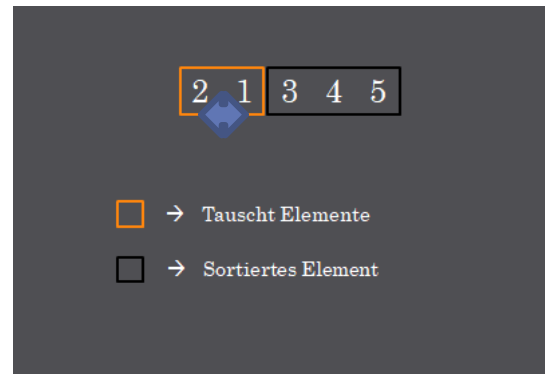 2 1 3 4 5
→ Tauscht Elemente
→ Sortiertes Element